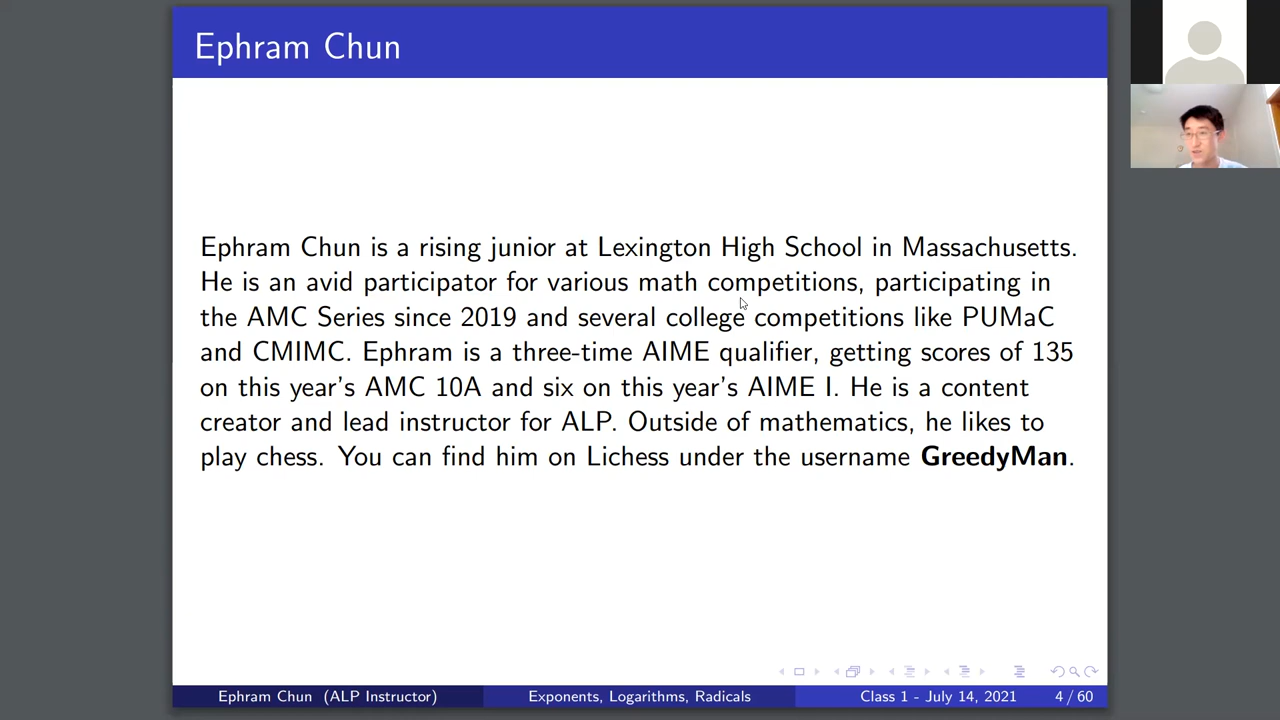 Ephram Chun
Ephram Chun is a rising junior at Lexington High School in Massachusetts.
He is an avid participator for various math competitions, participating in
the AMC Series since 2019 and several college competitions like PUMaC
and CMIMC. Ephram is a three-time AIME qualifier, getting scores of 135
on this year's AMC 10A and six on this year's AIME I. He is a content
creator and lead instructor for ALP. Outside of mathematics, he likes to
play chess. You can find him on Lichess under the username GreedyMan.
Ephram Chun (ALP Instructor) Exponents, Logarithms, Radicals Class 1 - July 14, 2021 4 / 60